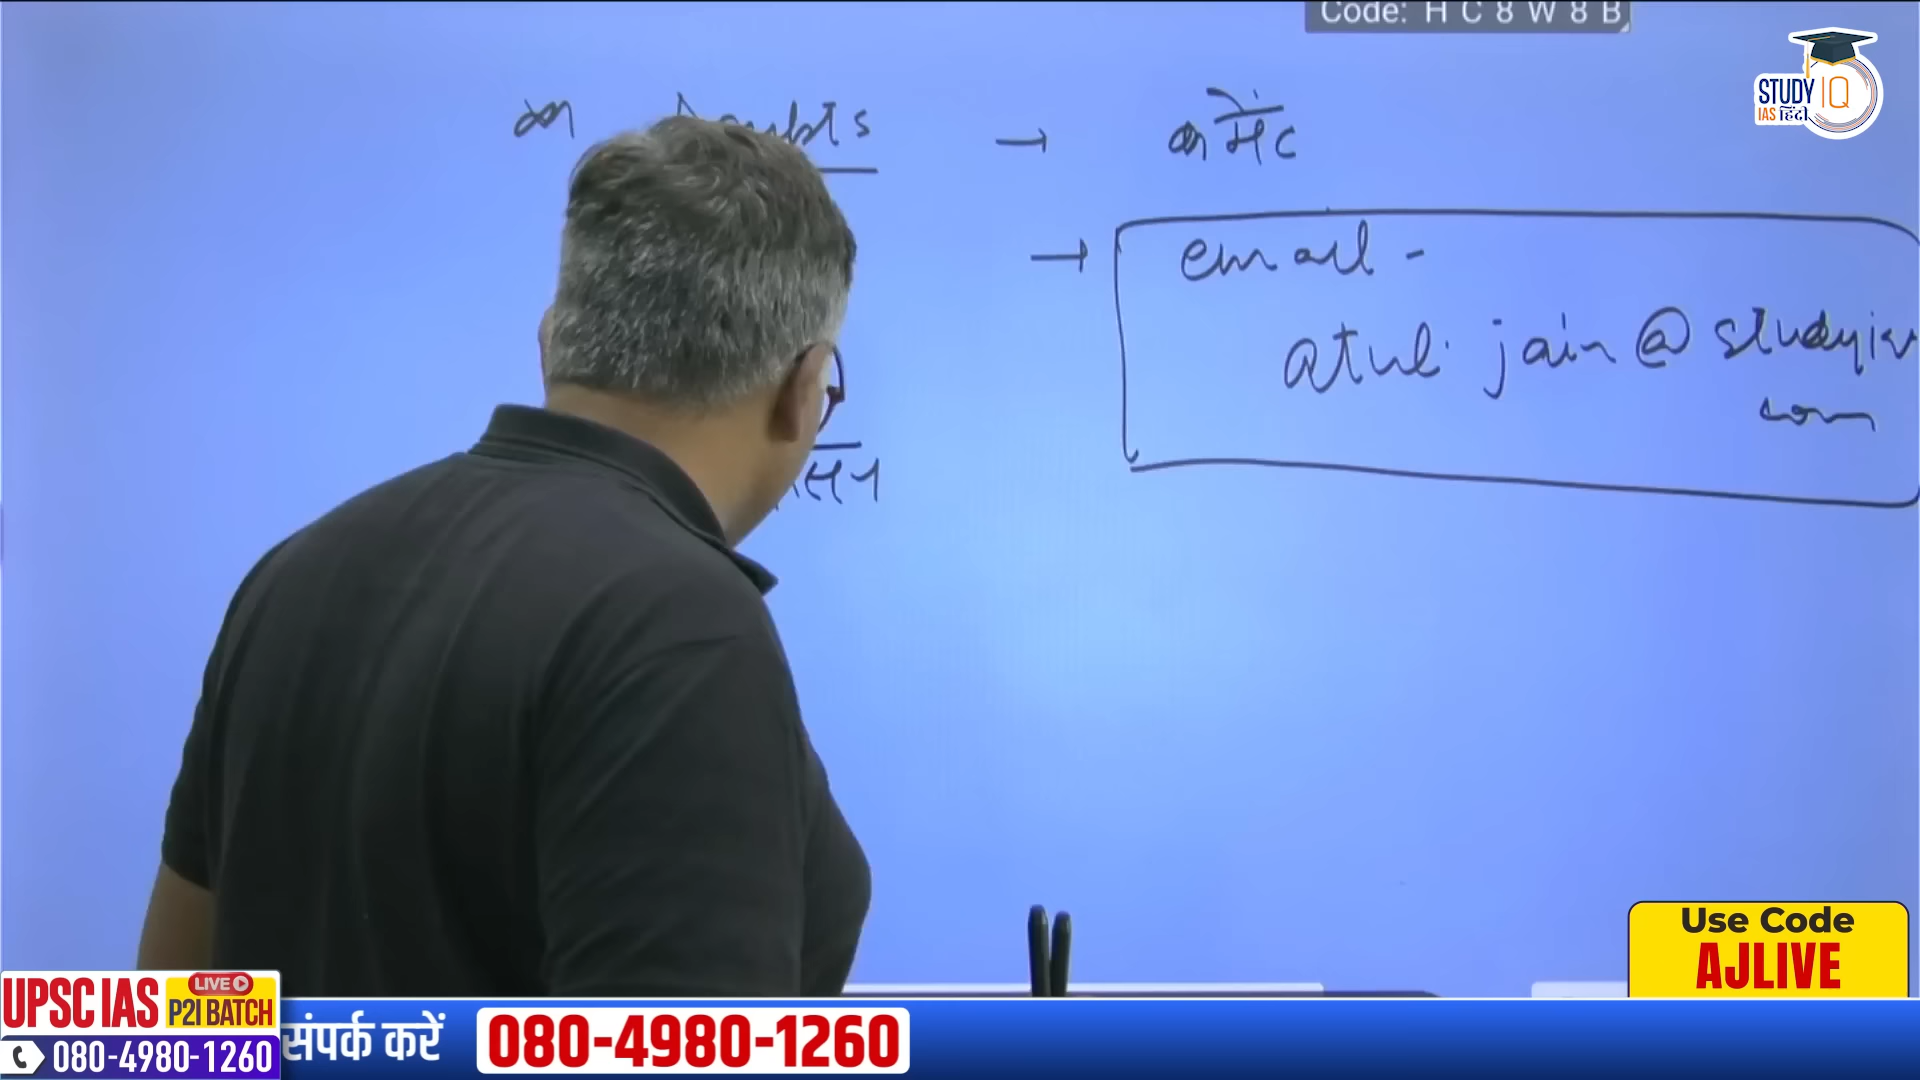 Code: H C 8 W 8 B
STUDY IQ
IAS हिंदी
Doubts → कमेंट
→ email -
atul.jain@studyiq
com
Use Code
AJLIVE
UPSC IAS LIVE P2I BATCH
080-4980-1260
संपर्क करें 080-4980-1260